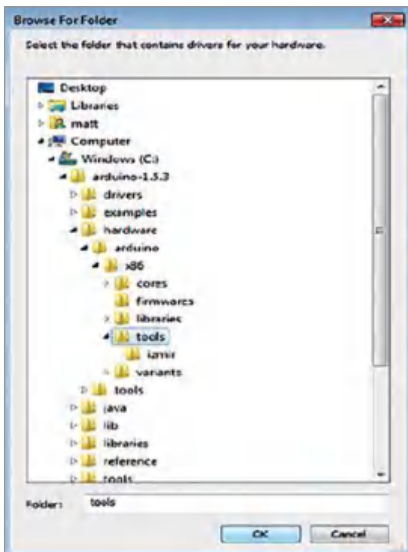 Browse For Folder
Select the folder that contains drivers for your hardware.
Desktop
Libraries
matt
Computer
Windows (C:)
arduino-1.5.3
drivers
examples
hardware
arduino
x86
cores
firmwares
libraries
tools
izmir
variants
tools
java
lib
libraries
reference
tools
Folder: tools
OK Cancel